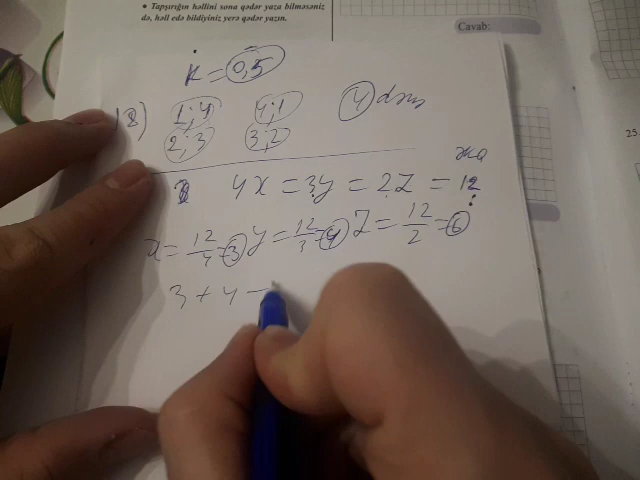 • Tapşırığın həllini sona qədər yaza bilməsəniz
də, həll edə bildiyiniz yerə qədər yazın.
Cavab:
k = 0,5
18) 1;4 4;1 4
2;3 3;2
25.
4x = 3y = 2z = 12
x = 12/4 = 3 y = 12/3 = 4 z = 12/2 = 6
3 + 4 -